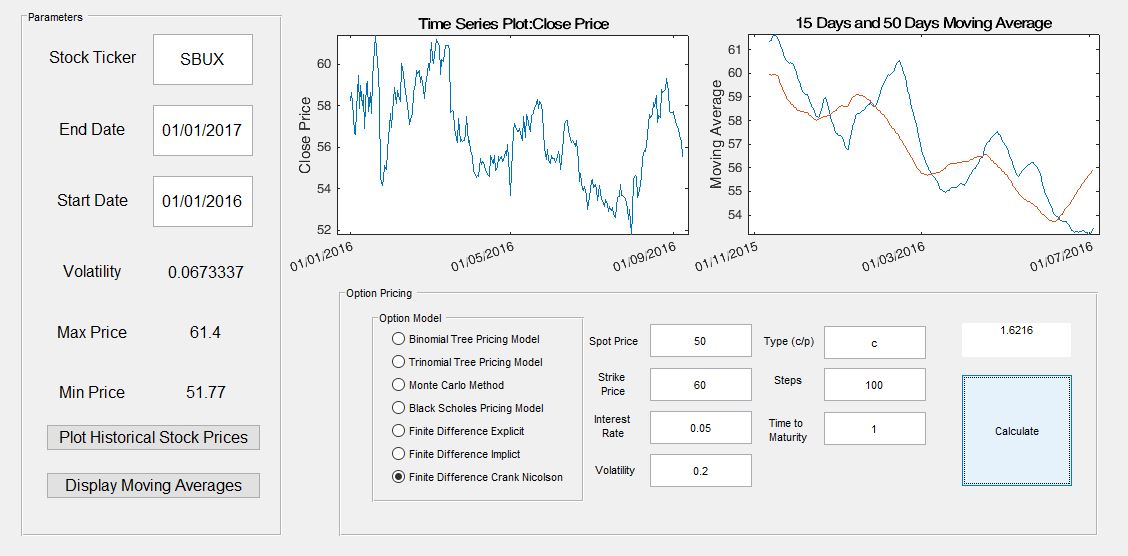 Parameters
Stock Ticker
SBUX
End Date
01/01/2017
Start Date
01/01/2016
Volatility
0.0673337
Max Price
61.4
Min Price
51.77
Plot Historical Stock Prices
Display Moving Averages
Time Series Plot:Close Price
Close Price
60
58
56
54
52
01/01/2016
01/05/2016
01/09/2016
15 Days and 50 Days Moving Average
Moving Average
61
60
59
58
57
56
55
54
01/11/2015
01/03/2016
01/07/2016
Option Pricing
Option Model
Binomial Tree Pricing Model
Trinomial Tree Pricing Model
Monte Carlo Method
Black Scholes Pricing Model
Finite Difference Explicit
Finite Difference Implict
Finite Difference Crank Nicolson
Spot Price
50
Strike
Price
60
Interest
Rate
0.05
Volatility
0.2
Type (c/p)
c
Steps
100
Time to
Maturity
1
1.6216
Calculate